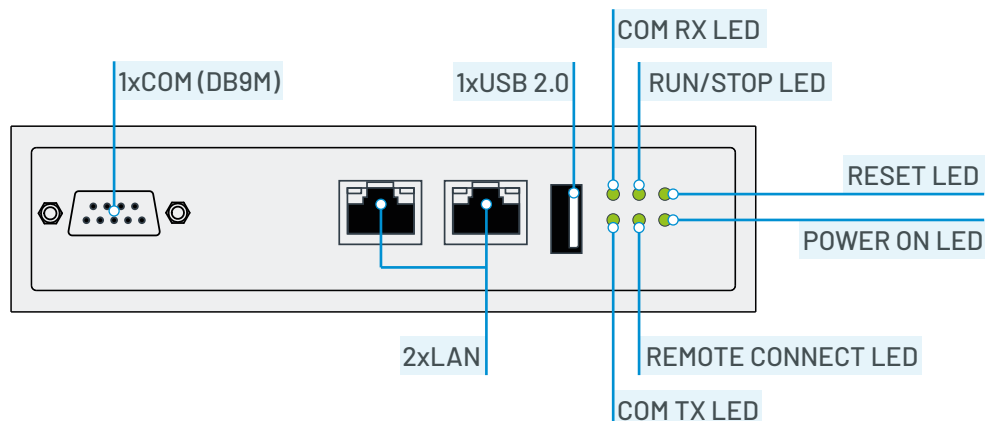 COM RX LED
1xCOM (DB9M)
1xUSB 2.0
RUN/STOP LED
RESET LED
POWER ON LED
2xLAN
REMOTE CONNECT LED
COM TX LED